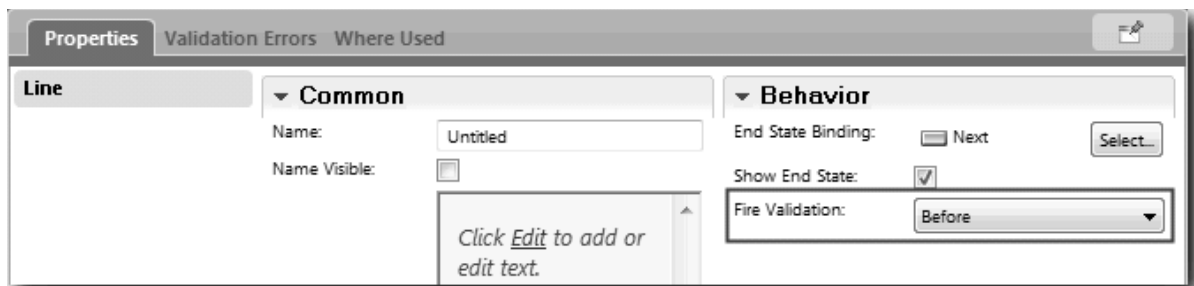 Properties Validation Errors Where Used
Line
Common
Name: Untitled
Name Visible:
Click Edit to add or
edit text.
Behavior
End State Binding: Next Select...
Show End State:
Fire Validation: Before